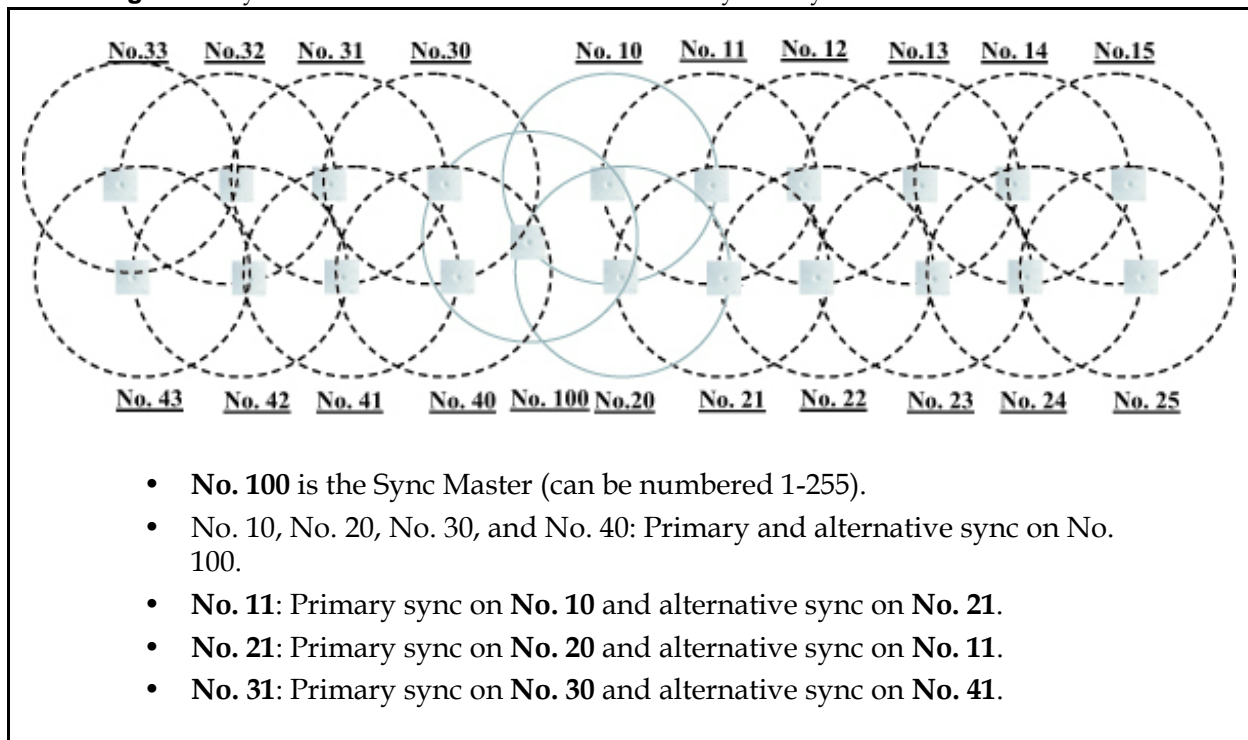 No.33 No.32 No. 31 No.30 No. 10 No. 11 No. 12 No.13 No. 14 No.15
No. 43 No. 42 No. 41 No. 40 No. 100 No.20 No. 21 No. 22 No. 23 No. 24 No. 25
• No. 100 is the Sync Master (can be numbered 1-255).
• No. 10, No. 20, No. 30, and No. 40: Primary and alternative sync on No.
100.
• No. 11: Primary sync on No. 10 and alternative sync on No. 21.
• No. 21: Primary sync on No. 20 and alternative sync on No. 11.
• No. 31: Primary sync on No. 30 and alternative sync on No. 41.